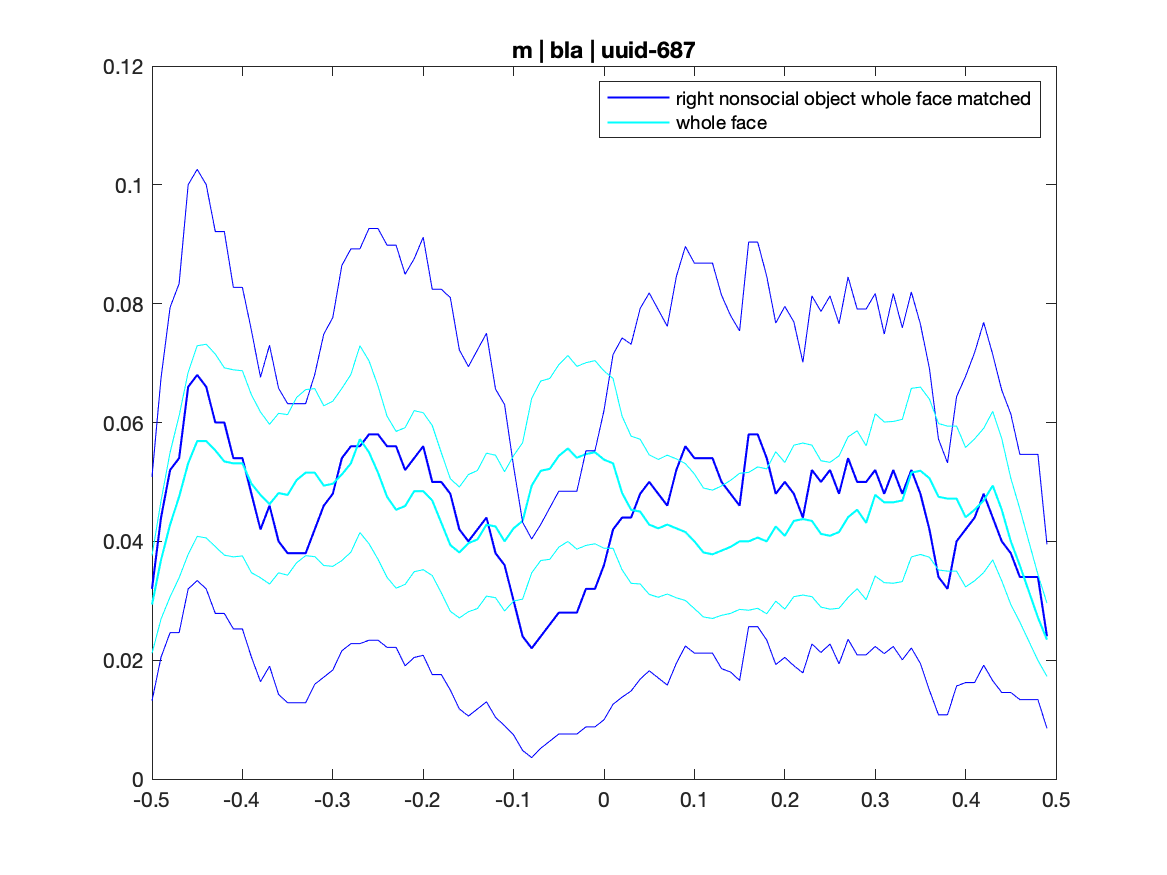 m | bla | uuid-687
right nonsocial object whole face matched
whole face
0.12
0.1
0.08
0.06
0.04
0.02
0
-0.5 -0.4 -0.3 -0.2 -0.1 0 0.1 0.2 0.3 0.4 0.5